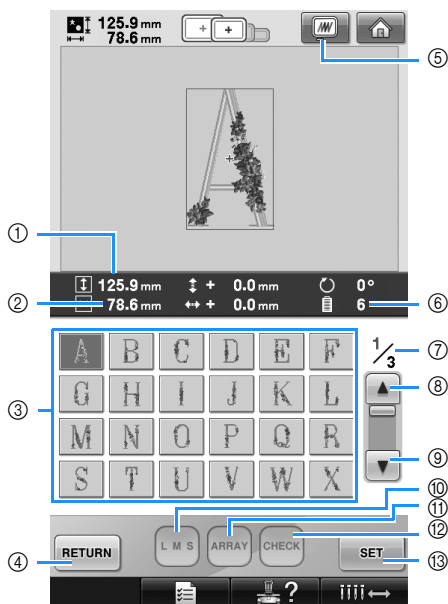 125.9 mm
78.6 mm
⑤
①
125.9 mm + 0.0 mm 0°
② 78.6 mm + 0.0 mm 6 ⑥
A B C D E F 1/3 ⑦
G H I J K L ⑧
③
M N O P Q R
S T U V W X ⑨
⑩
⑪
⑫
④ RETURN L M S ARRAY CHECK SET ⑬
?